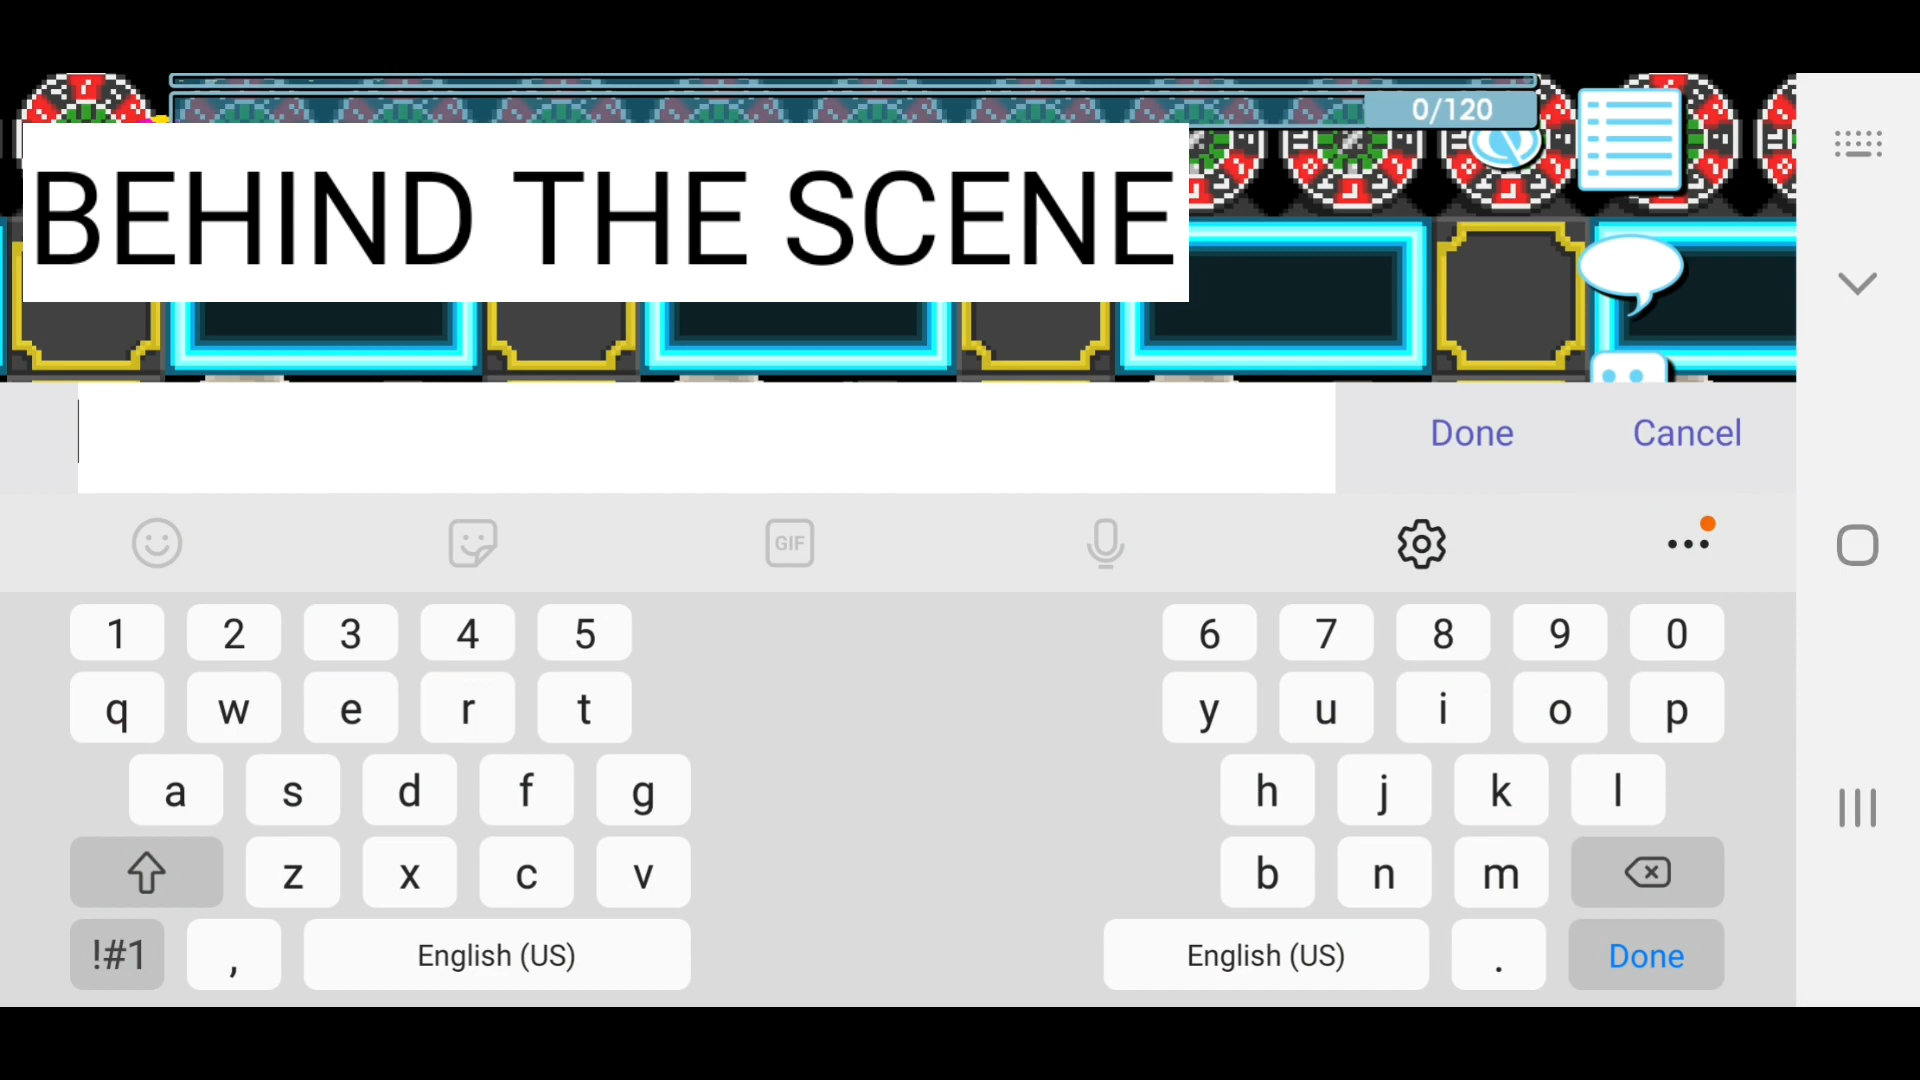 0/120
BEHIND THE SCENE
Done Cancel
GIF
1 2 3 4 5 6 7 8 9 0
q w e r t y u i o p
a s d f g h j k l
z x c v b n m
!#1 , English (US) English (US) . Done